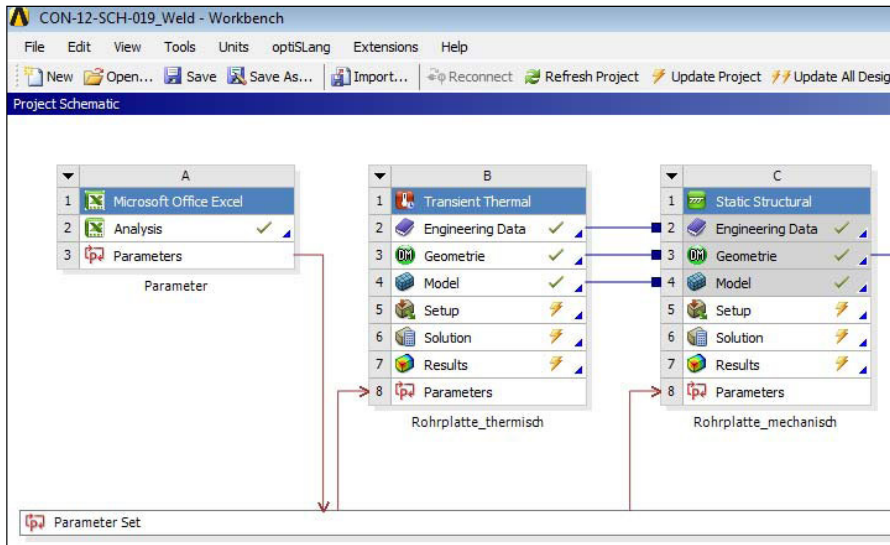 CON-12-SCH-019_Weld - Workbench
File Edit View Tools Units optiSLang Extensions Help
New Open... Save Save As... Import... Reconnect Refresh Project Update Project Update All Desig
Project Schematic
A
1 Microsoft Office Excel
2 Analysis
3 Parameters
Parameter
B
1 Transient Thermal
2 Engineering Data
3 Geometrie
4 Model
5 Setup
6 Solution
7 Results
8 Parameters
Rohrplatte_thermisch
C
1 Static Structural
2 Engineering Data
3 Geometrie
4 Model
5 Setup
6 Solution
7 Results
8 Parameters
Rohrplatte_mechanisch
Parameter Set